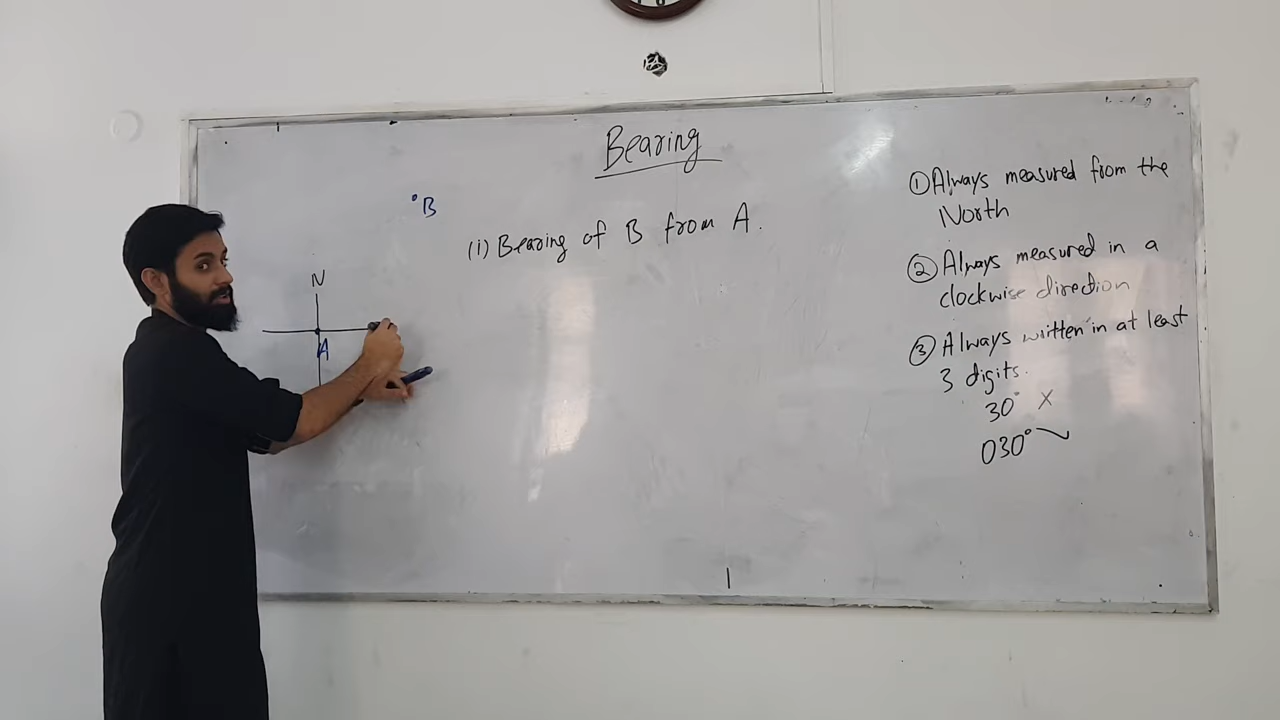 Bearing
B
(i) Bearing of B from A.
N
A
① Always measured from the
North
② Always measured in a
clockwise direction
③ Always written in at least
3 digits.
30° ×
030°